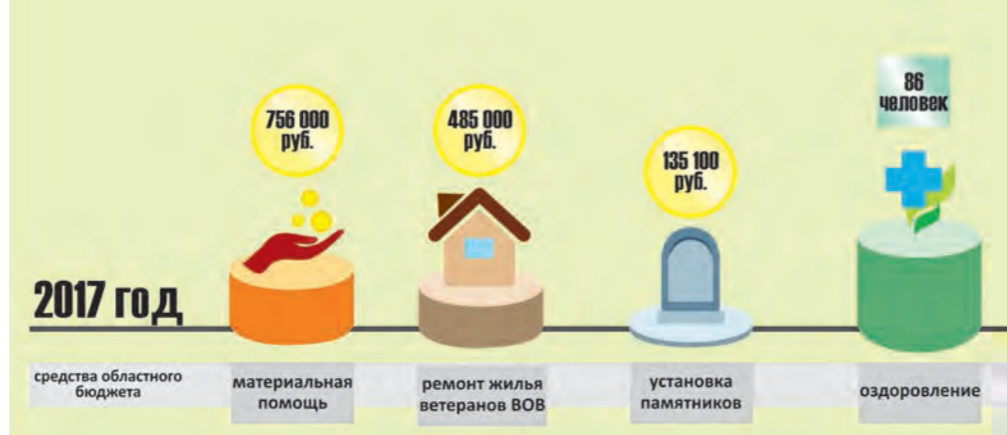 756 000
руб.
485 000
руб.
135 100
руб.
86
человек
2017 год
средства областного
бюджета
материальная
помощь
ремонт жилья
ветеранов ВОВ
установка
памятников
оздоровление